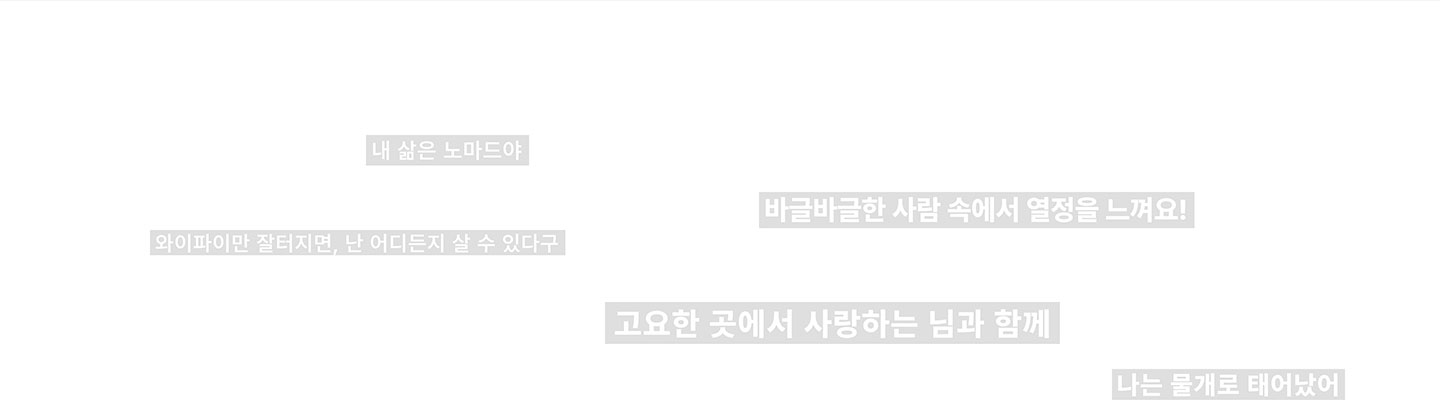 내 삶은 노마드야
바글바글한 사람 속에서 열정을 느껴요!
와이파이만 잘터지면, 난 어디든지 살 수 있다구
고요한 곳에서 사랑하는 님과 함께
나는 물개로 태어났어